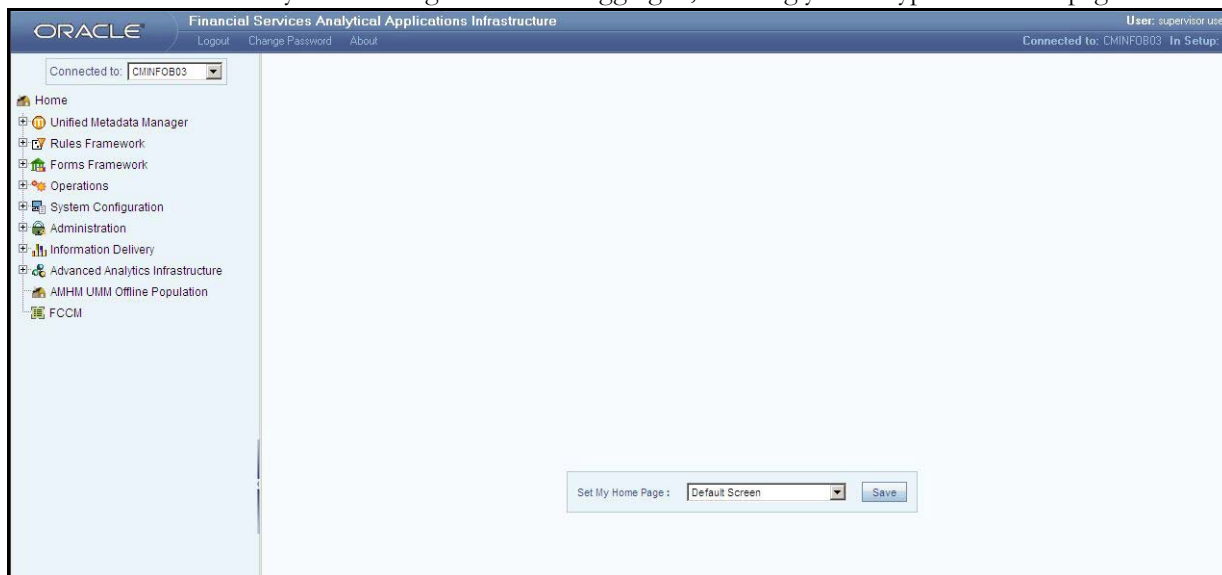 ORACLE
Financial Services Analytical Applications Infrastructure
User: supervisor use
Logout Change Password About
Connected to: CMINFOB03 In Setup:
Connected to: CMINFOB03
Home
Unified Metadata Manager
Rules Framework
Forms Framework
Operations
System Configuration
Administration
Information Delivery
Advanced Analytics Infrastructure
AMHM UMM Offline Population
FCCM
Set My Home Page : Default Screen Save